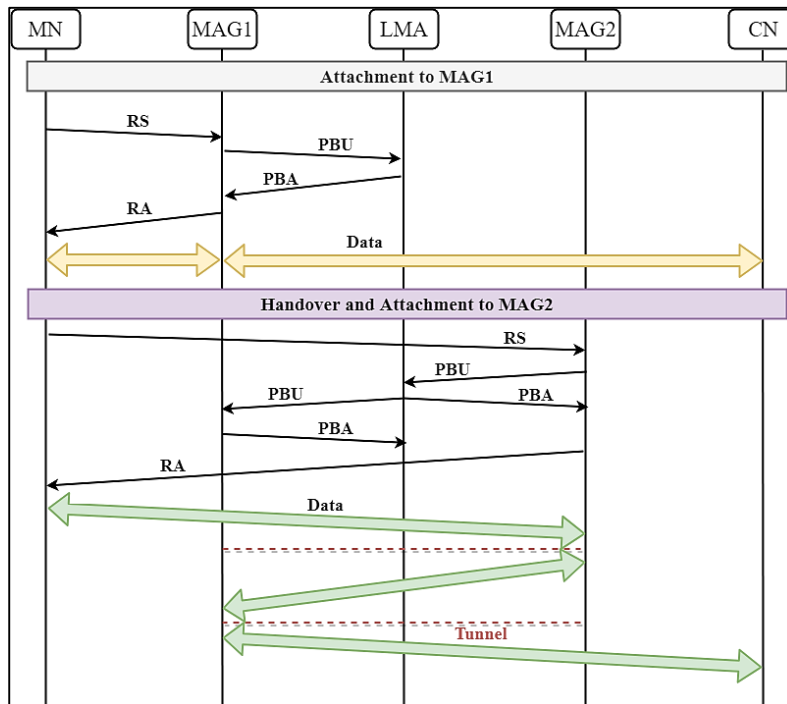 MN
MAG1
LMA
MAG2
CN
Attachment to MAG1
RS
PBU
PBA
RA
Data
Handover and Attachment to MAG2
RS
PBU
PBU
PBA
PBA
RA
Data
Tunnel